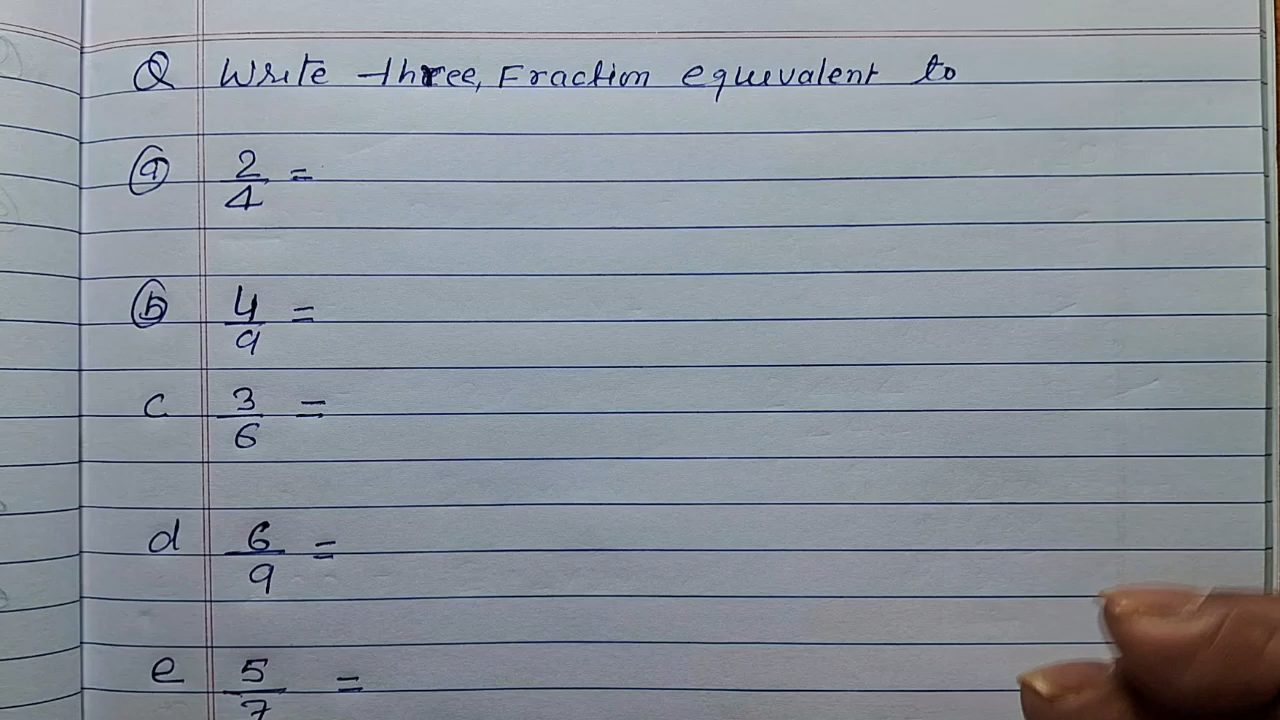 Q Write three, Fraction equivalent to
a 2/4 =
b 4/9 =
c 3/6 =
d 6/9 =
e 5/7 =